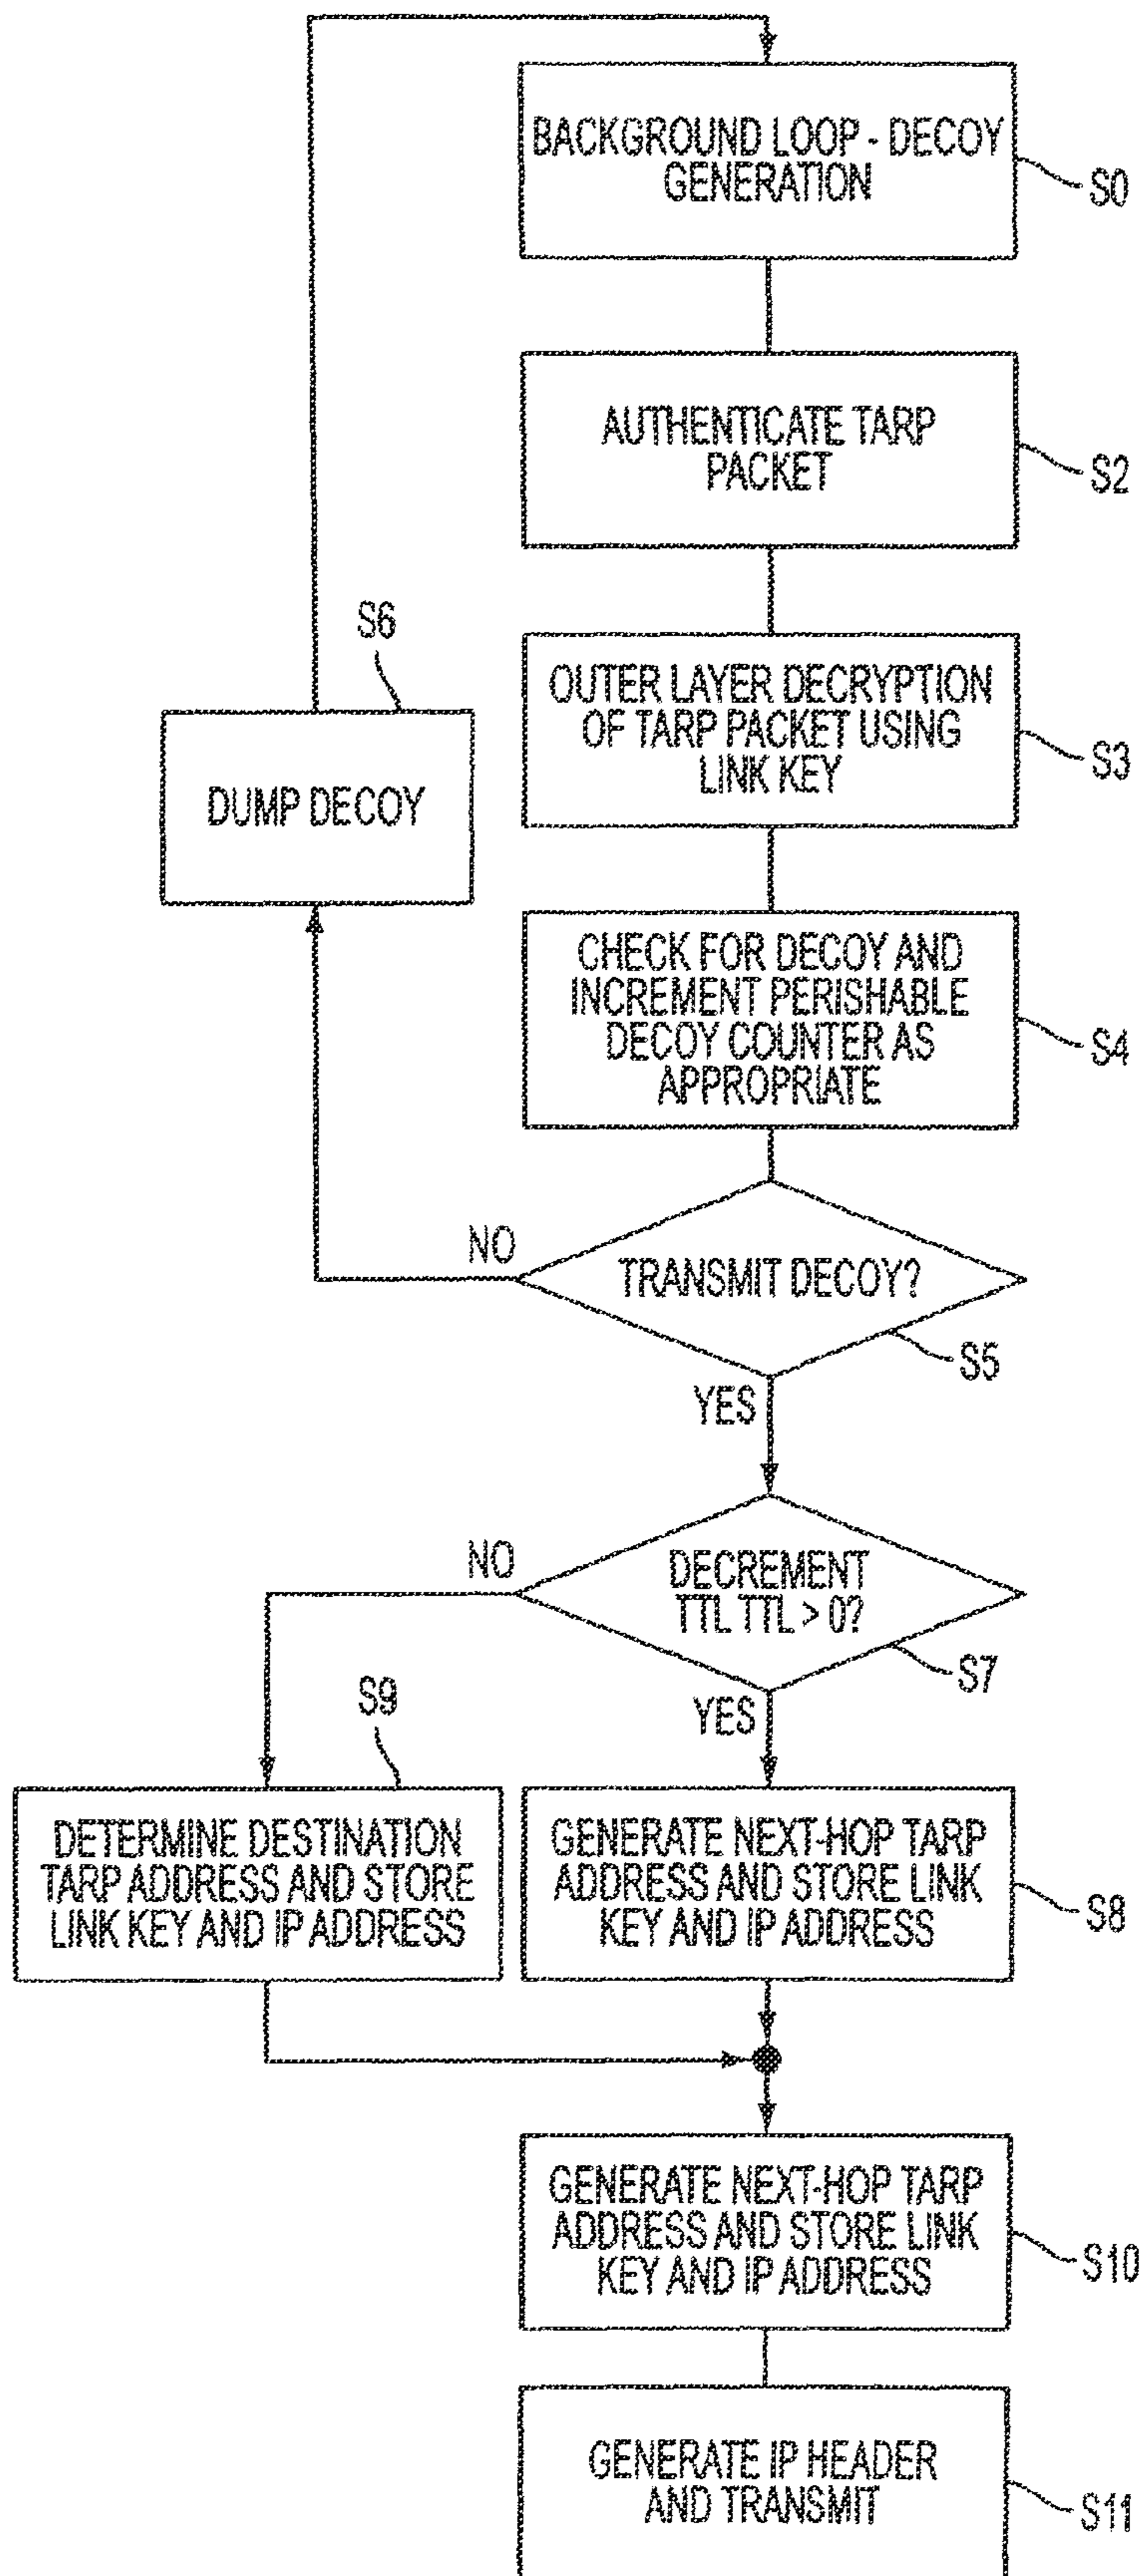 BACKGROUND LOOP - DECOY
GENERATION
S0
AUTHENTICATE TARP
PACKET
S2
S6
OUTER LAYER DECRYPTION
OF TARP PACKET USING
LINK KEY
S3
DUMP DECOY
CHECK FOR DECOY AND
INCREMENT PERISHABLE
DECOY COUNTER AS
APPROPRIATE
S4
NO
TRANSMIT DECOY?
S5
YES
NO
DECREMENT
TTL TTL > 0?
S7
S9
YES
DETERMINE DESTINATION
TARP ADDRESS AND STORE
LINK KEY AND IP ADDRESS
GENERATE NEXT-HOP TARP
ADDRESS AND STORE LINK
KEY AND IP ADDRESS
S8
GENERATE NEXT-HOP TARP
ADDRESS AND STORE LINK
KEY AND IP ADDRESS
S10
GENERATE IP HEADER
AND TRANSMIT
S11